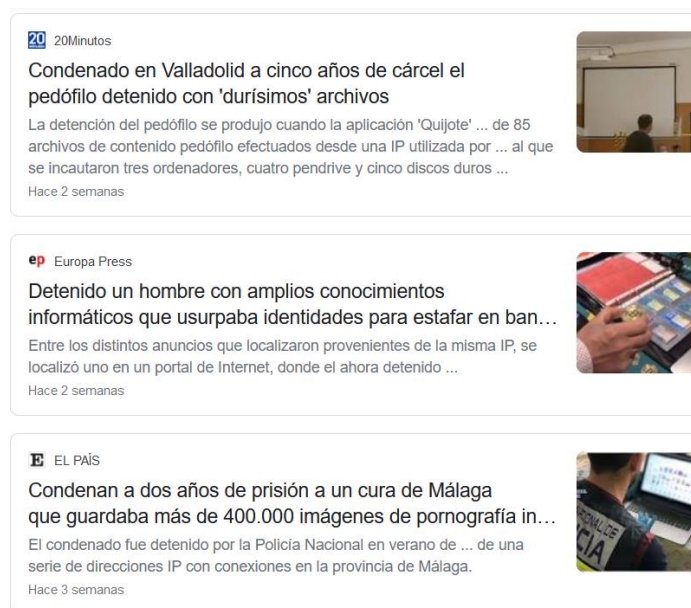 20 20Minutos
Condenado en Valladolid a cinco años de cárcel el
pedófilo detenido con 'durísimos' archivos
La detención del pedófilo se produjo cuando la aplicación 'Quijote' ... de 85
archivos de contenido pedófilo efectuados desde una IP utilizada por ... al que
se incautaron tres ordenadores, cuatro pendrive y cinco discos duros ...
Hace 2 semanas
ep Europa Press
Detenido un hombre con amplios conocimientos
informáticos que usurpaba identidades para estafar en ban...
Entre los distintos anuncios que localizaron provenientes de la misma IP, se
localizó uno en un portal de Internet, donde el ahora detenido ...
Hace 2 semanas
E EL PAÍS
Condenan a dos años de prisión a un cura de Málaga
que guardaba más de 400.000 imágenes de pornografía in...
El condenado fue detenido por la Policía Nacional en verano de ... de una
serie de direcciones IP con conexiones en la provincia de Málaga.
Hace 3 semanas